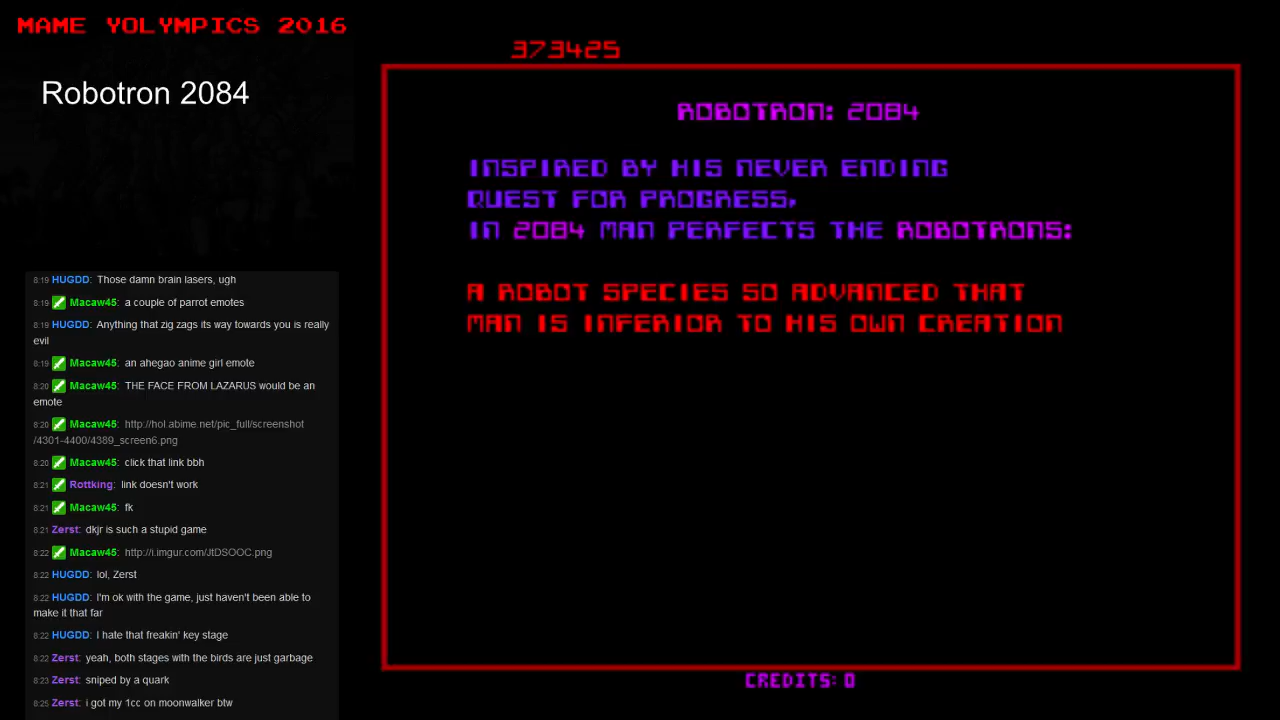 MAME YOLYMPICS 2016
Robotron 2084
8:19 HUGDD: Those damn brain lasers, ugh
8:19 Macaw45: a couple of parrot emotes
8:19 HUGDD: Anything that zig zags its way towards you is really
evil
8:19 Macaw45: an ahegao anime girl emote
8:20 Macaw45: THE FACE FROM LAZARUS would be an
emote
8:20 Macaw45: http://hol.abime.net/pic_full/screenshot
/4301-4400/4389_screen6.png
8:20 Macaw45: click that link bbh
8:21 Rottking: link doesn't work
8:21 Macaw45: fk
8:21 Zerst: dkjr is such a stupid game
8:22 Macaw45: http://i.imgur.com/JtDSOOC.png
8:22 HUGDD: lol, Zerst
8:22 HUGDD: I'm ok with the game, just haven't been able to
make it that far
8:22 HUGDD: I hate that freakin' key stage
8:22 Zerst: yeah, both stages with the birds are just garbage
8:23 Zerst: sniped by a quark
8:25 Zerst: i got my 1cc on moonwalker btw
373425
ROBOTRON: 2084
INSPIRED BY HIS NEVER ENDING
QUEST FOR PROGRESS,
IN 2084 MAN PERFECTS THE ROBOTRONS:
A ROBOT SPECIES SO ADVANCED THAT
MAN IS INFERIOR TO HIS OWN CREATION
CREDITS: 0